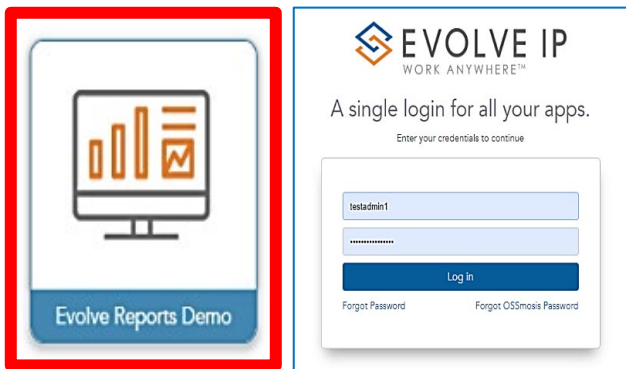 Evolve Reports Demo
EVOLVE IP
WORK ANYWHERE™
A single login for all your apps.
Enter your credentials to continue
testadmin1
••••••••••••••••
Log in
Forgot Password Forgot OSSmosis Password